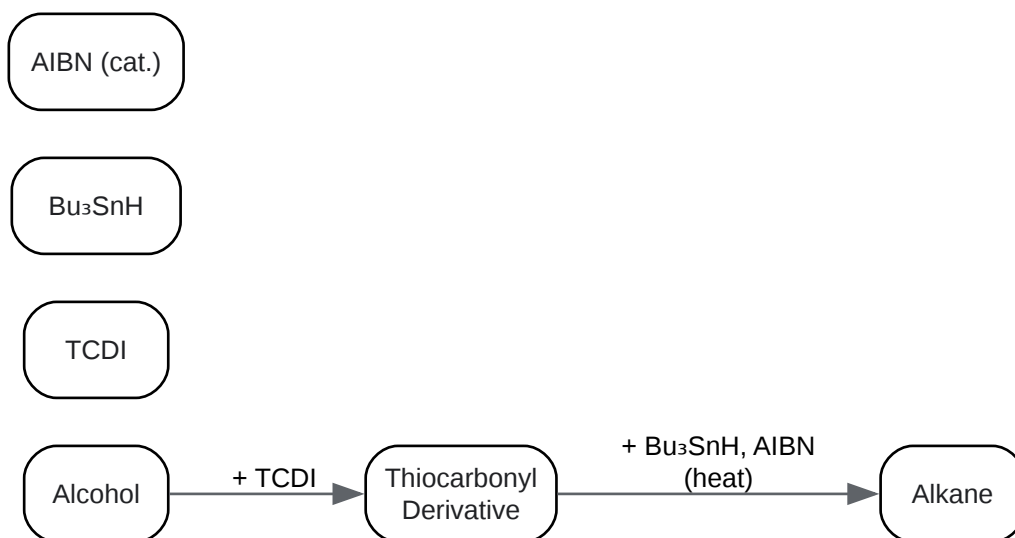 AIBN (cat.)
Bu₃SnH
TCDI
Alcohol
+ TCDI
Thiocarbonyl
Derivative
+ Bu₃SnH, AIBN
(heat)
Alkane